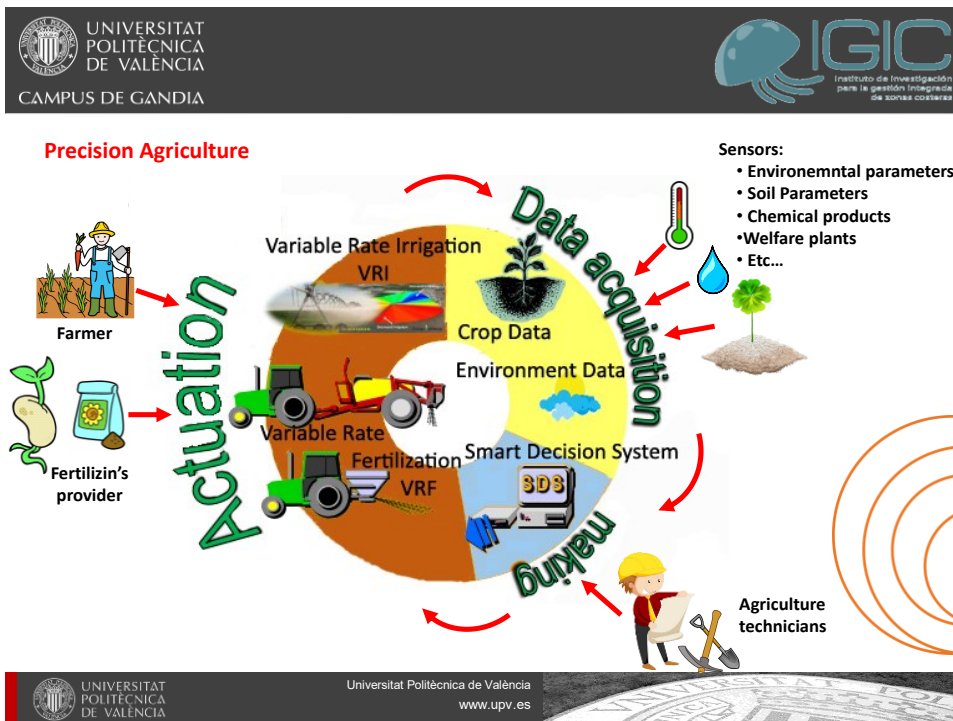 UNIVERSITAT
POLITÈCNICA
DE VALÈNCIA
CAMPUS DE GANDIA
IGIC
Instituto de Investigación
para la gestión integrada
de zonas costeras
Precision Agriculture
Sensors:
• Environemntal parameters
• Soil Parameters
• Chemical products
•Welfare plants
• Etc...
Farmer
Fertilizin's
provider
Actuation
Variable Rate Irrigation
VRI
Variable Rate
Fertilization
VRF
Data acquisition
Crop Data
Environment Data
Smart Decision System
SDS
making
Agriculture
technicians
UNIVERSITAT
POLITÈCNICA
DE VALÈNCIA
Universitat Politècnica de València
www.upv.es